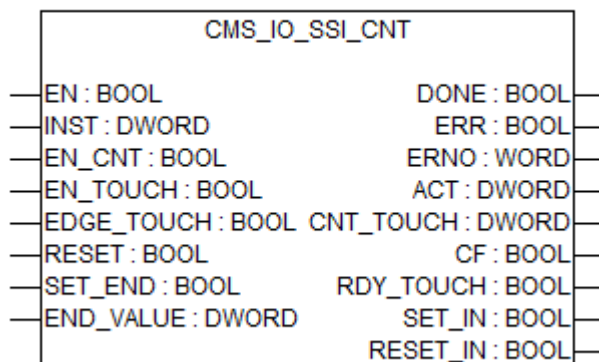 CMS_IO_SSI_CNT
EN : BOOL DONE : BOOL
INST : DWORD ERR : BOOL
EN_CNT : BOOL ERNO : WORD
EN_TOUCH : BOOL ACT : DWORD
EDGE_TOUCH : BOOL CNT_TOUCH : DWORD
RESET : BOOL CF : BOOL
SET_END : BOOL RDY_TOUCH : BOOL
END_VALUE : DWORD SET_IN : BOOL
RESET_IN : BOOL